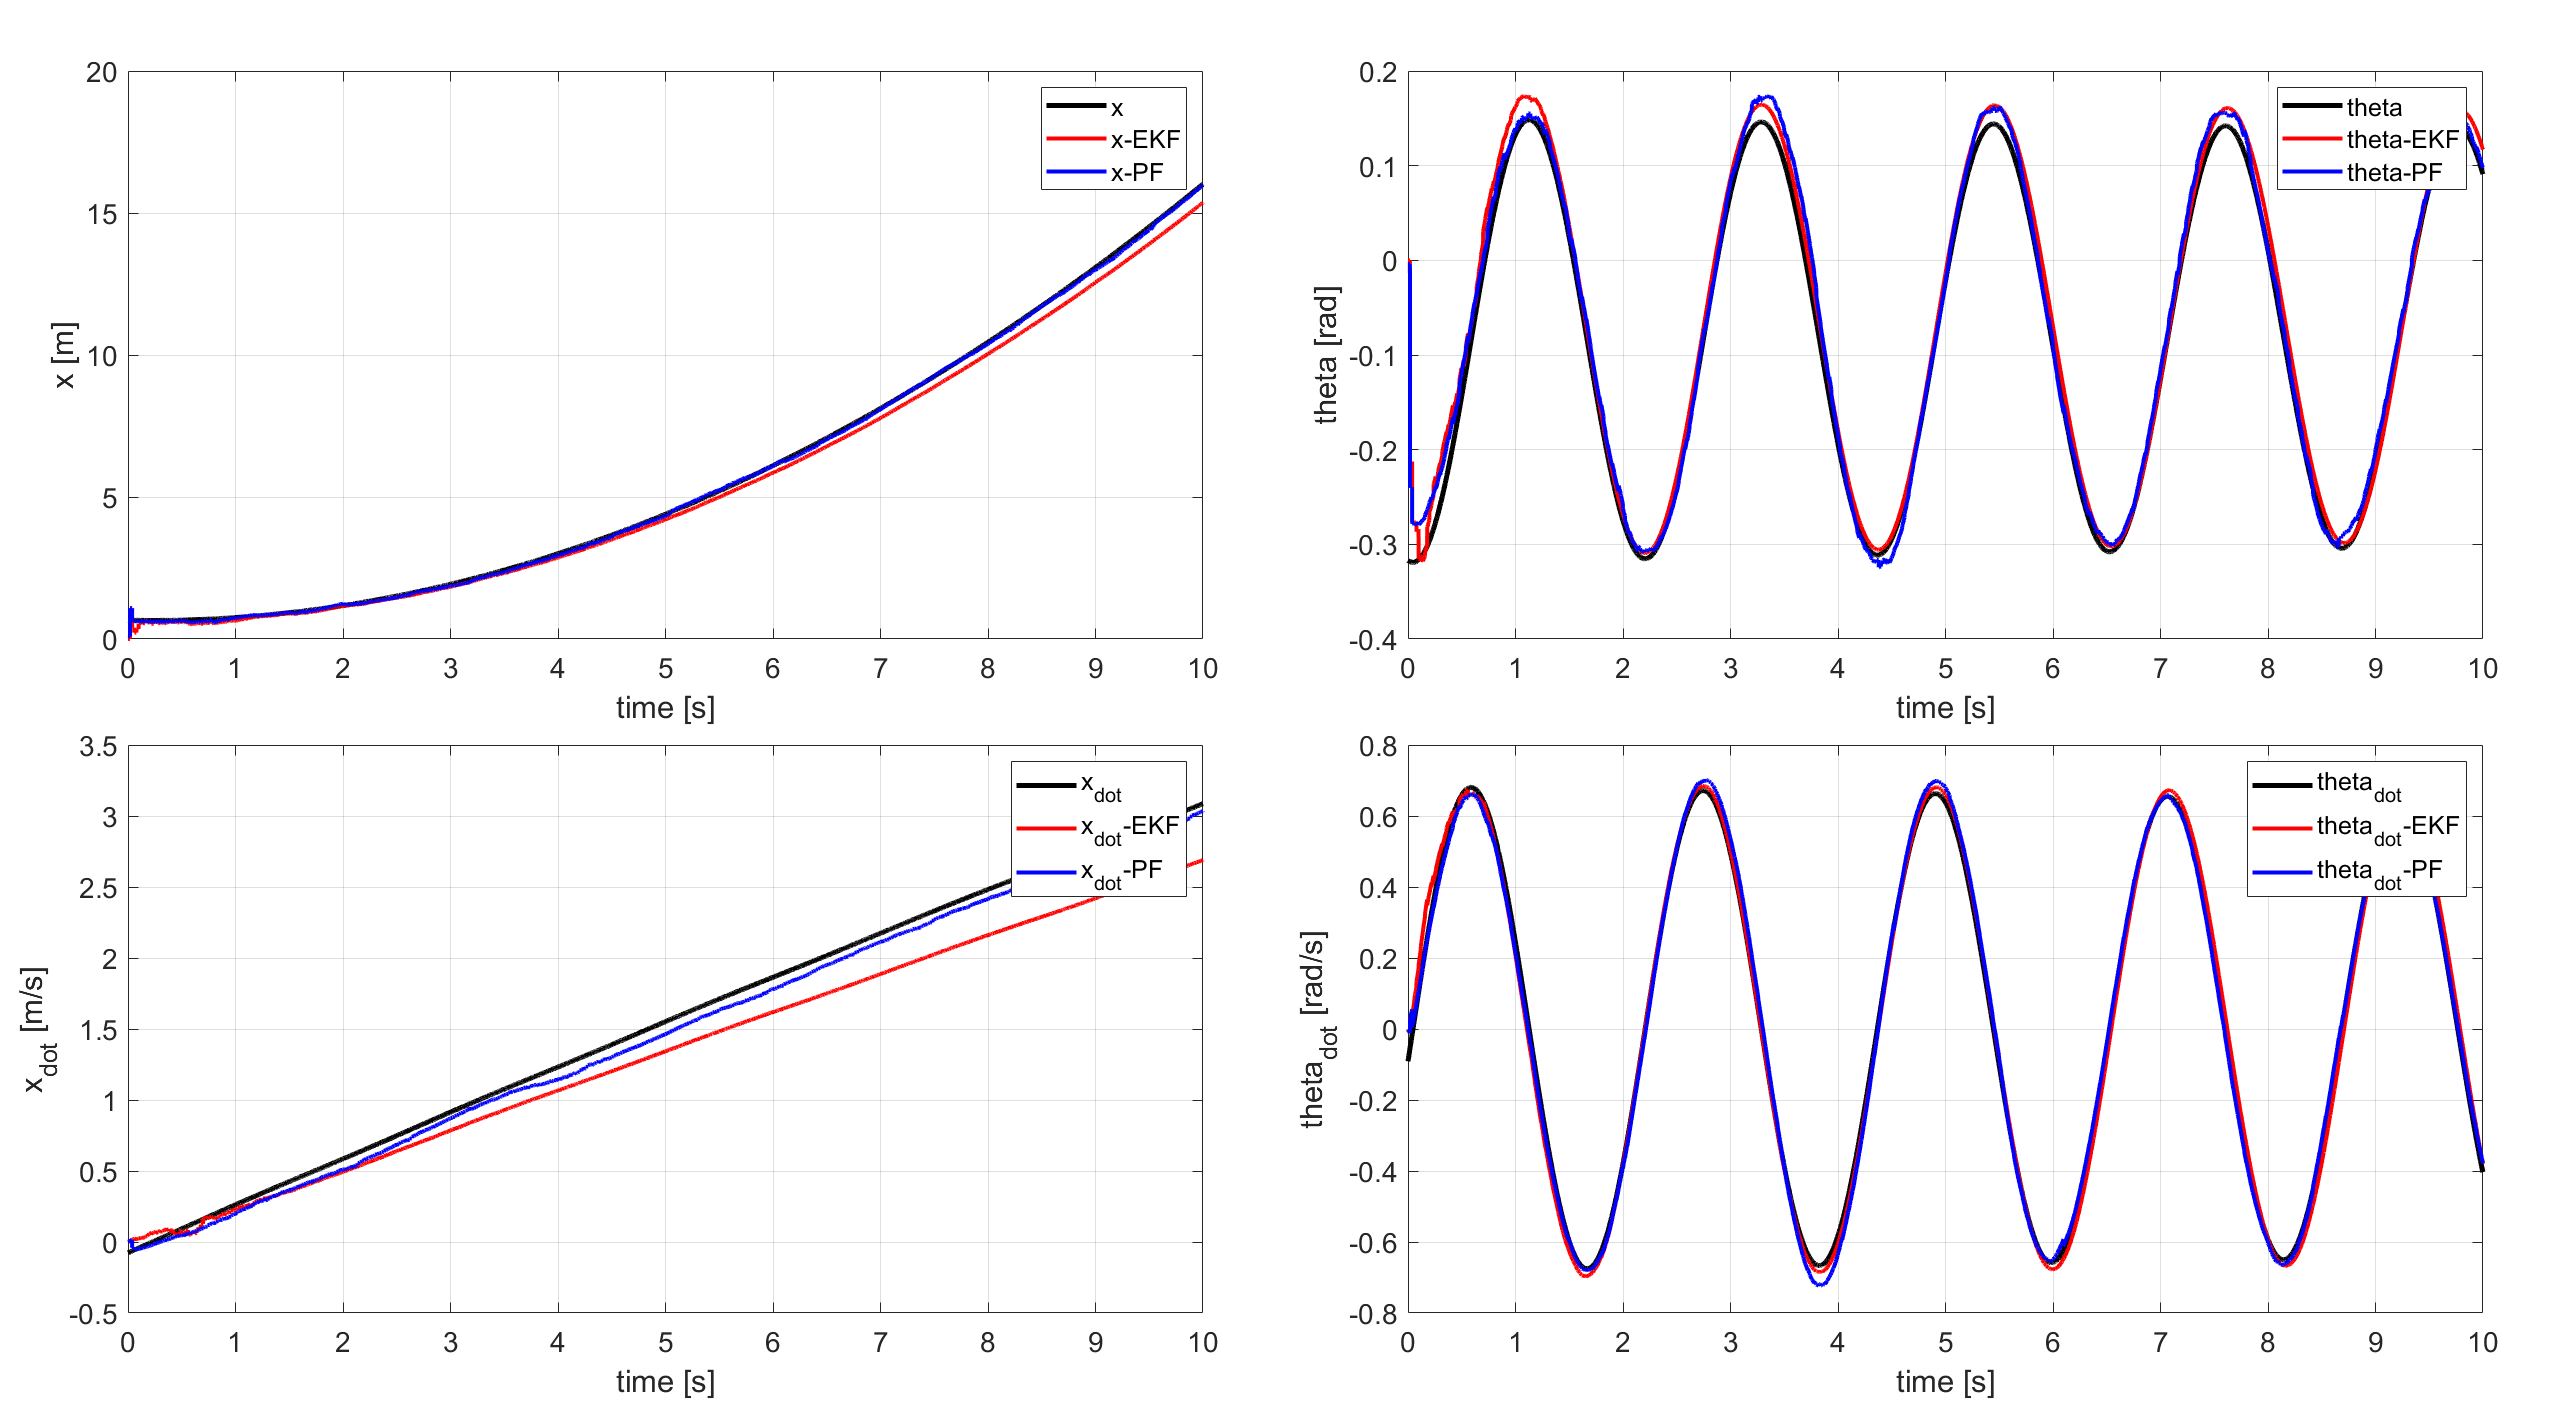 20
15
10
5
0
x [m]
x
x-EKF
x-PF
0 1 2 3 4 5 6 7 8 9 10
time [s]
0.2
0.1
0
-0.1
-0.2
-0.3
-0.4
theta [rad]
theta
theta-EKF
theta-PF
0 1 2 3 4 5 6 7 8 9 10
time [s]
3.5
3
2.5
2
1.5
1
0.5
0
-0.5
x_dot [m/s]
x_dot
x_dot-EKF
x_dot-PF
0 1 2 3 4 5 6 7 8 9 10
time [s]
0.8
0.6
0.4
0.2
0
-0.2
-0.4
-0.6
-0.8
theta_dot [rad/s]
theta_dot
theta_dot-EKF
theta_dot-PF
0 1 2 3 4 5 6 7 8 9 10
time [s]